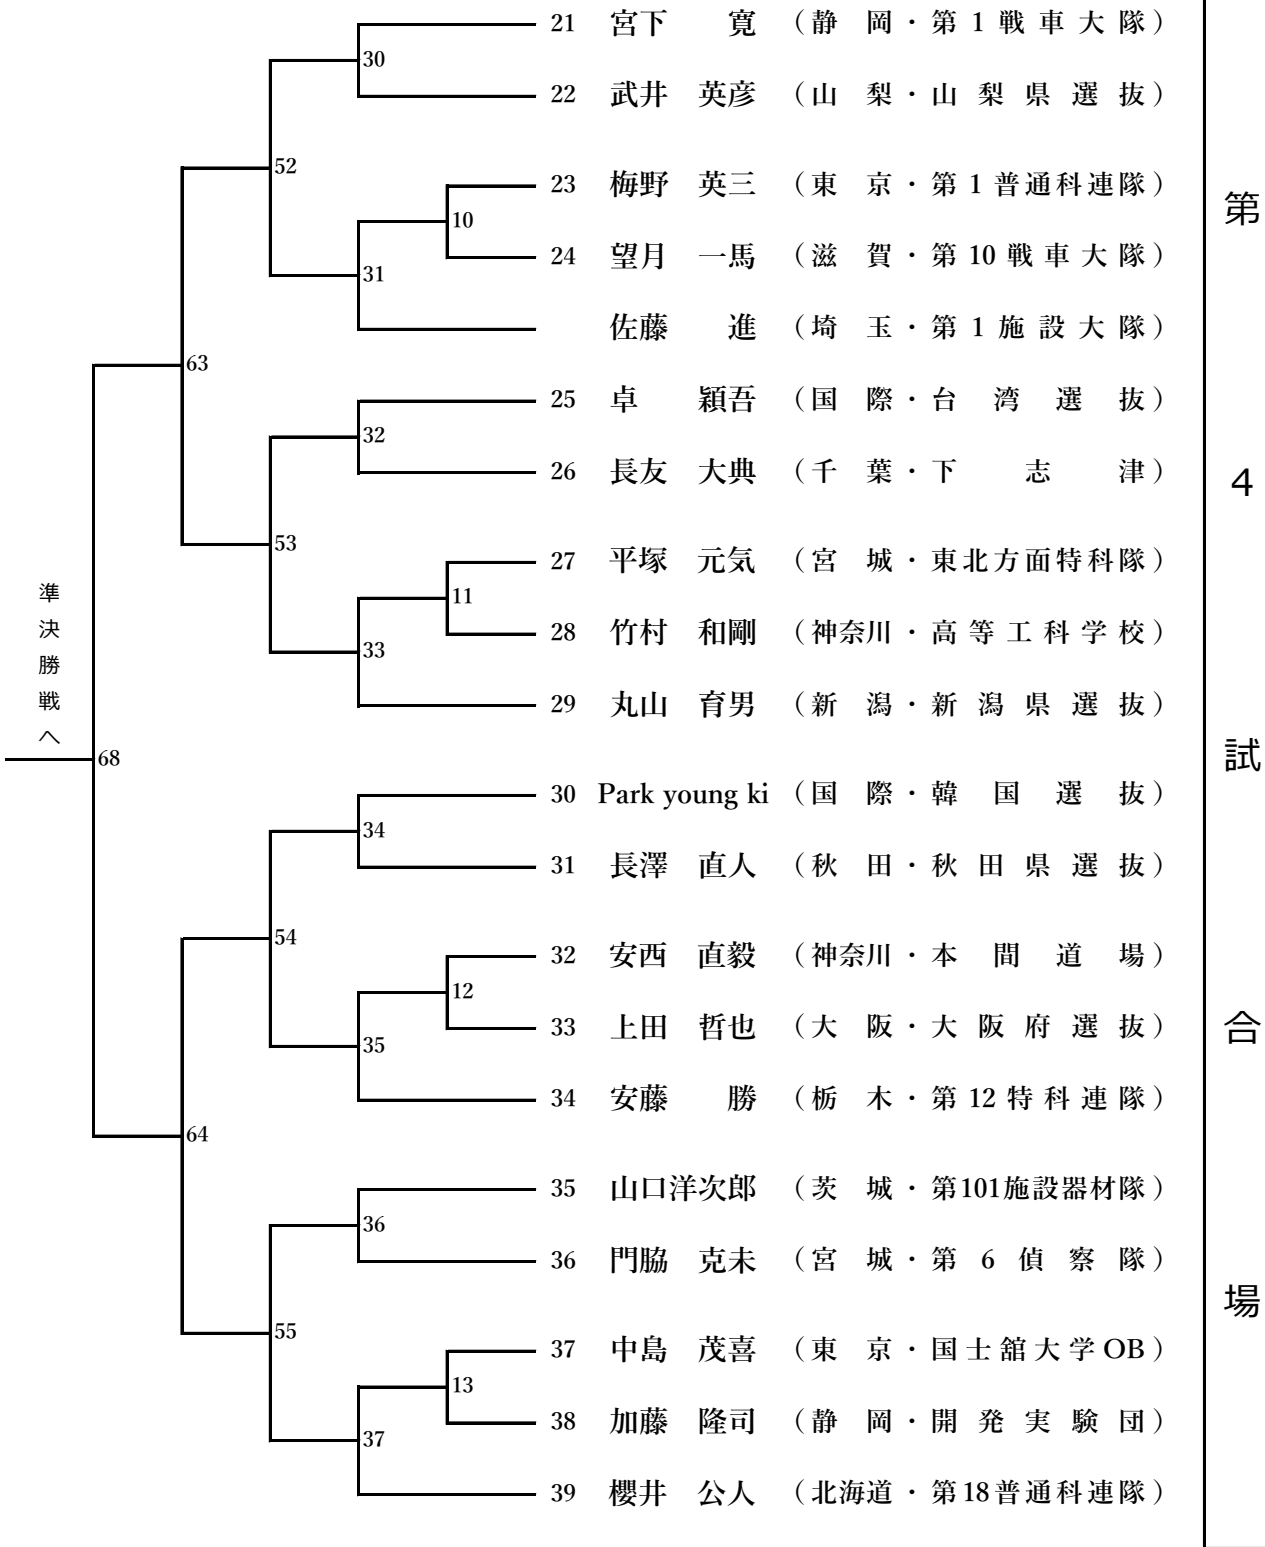 21 宮下 寛 （静 岡・第1戦車大隊）
30
22 武井 英彦 （山 梨・山梨県選抜）
52
23 梅野 英三 （東 京・第1普通科連隊）
10
24 望月 一馬 （滋 賀・第10戦車大隊）
31
佐藤 進 （埼 玉・第1施設大隊）
63
25 卓 穎吾 （国 際・台湾選抜）
32
26 長友 大典 （千 葉・下志津）
53
27 平塚 元気 （宮 城・東北方面特科隊）
11
28 竹村 和剛 （神奈川・高等工科学校）
33
29 丸山 育男 （新 潟・新潟県選抜）
準決勝戦へ
68
30 Park young ki （国 際・韓国選抜）
34
31 長澤 直人 （秋 田・秋田県選抜）
54
32 安西 直毅 （神奈川・本間道場）
12
33 上田 哲也 （大 阪・大阪府選抜）
35
34 安藤 勝 （栃 木・第12特科連隊）
64
35 山口洋次郎 （茨 城・第101施設器材隊）
36
36 門脇 克未 （宮 城・第6偵察隊）
55
37 中島 茂喜 （東 京・国士舘大学OB）
13
38 加藤 隆司 （静 岡・開発実験団）
37
39 櫻井 公人 （北海道・第18普通科連隊）
第4試合場